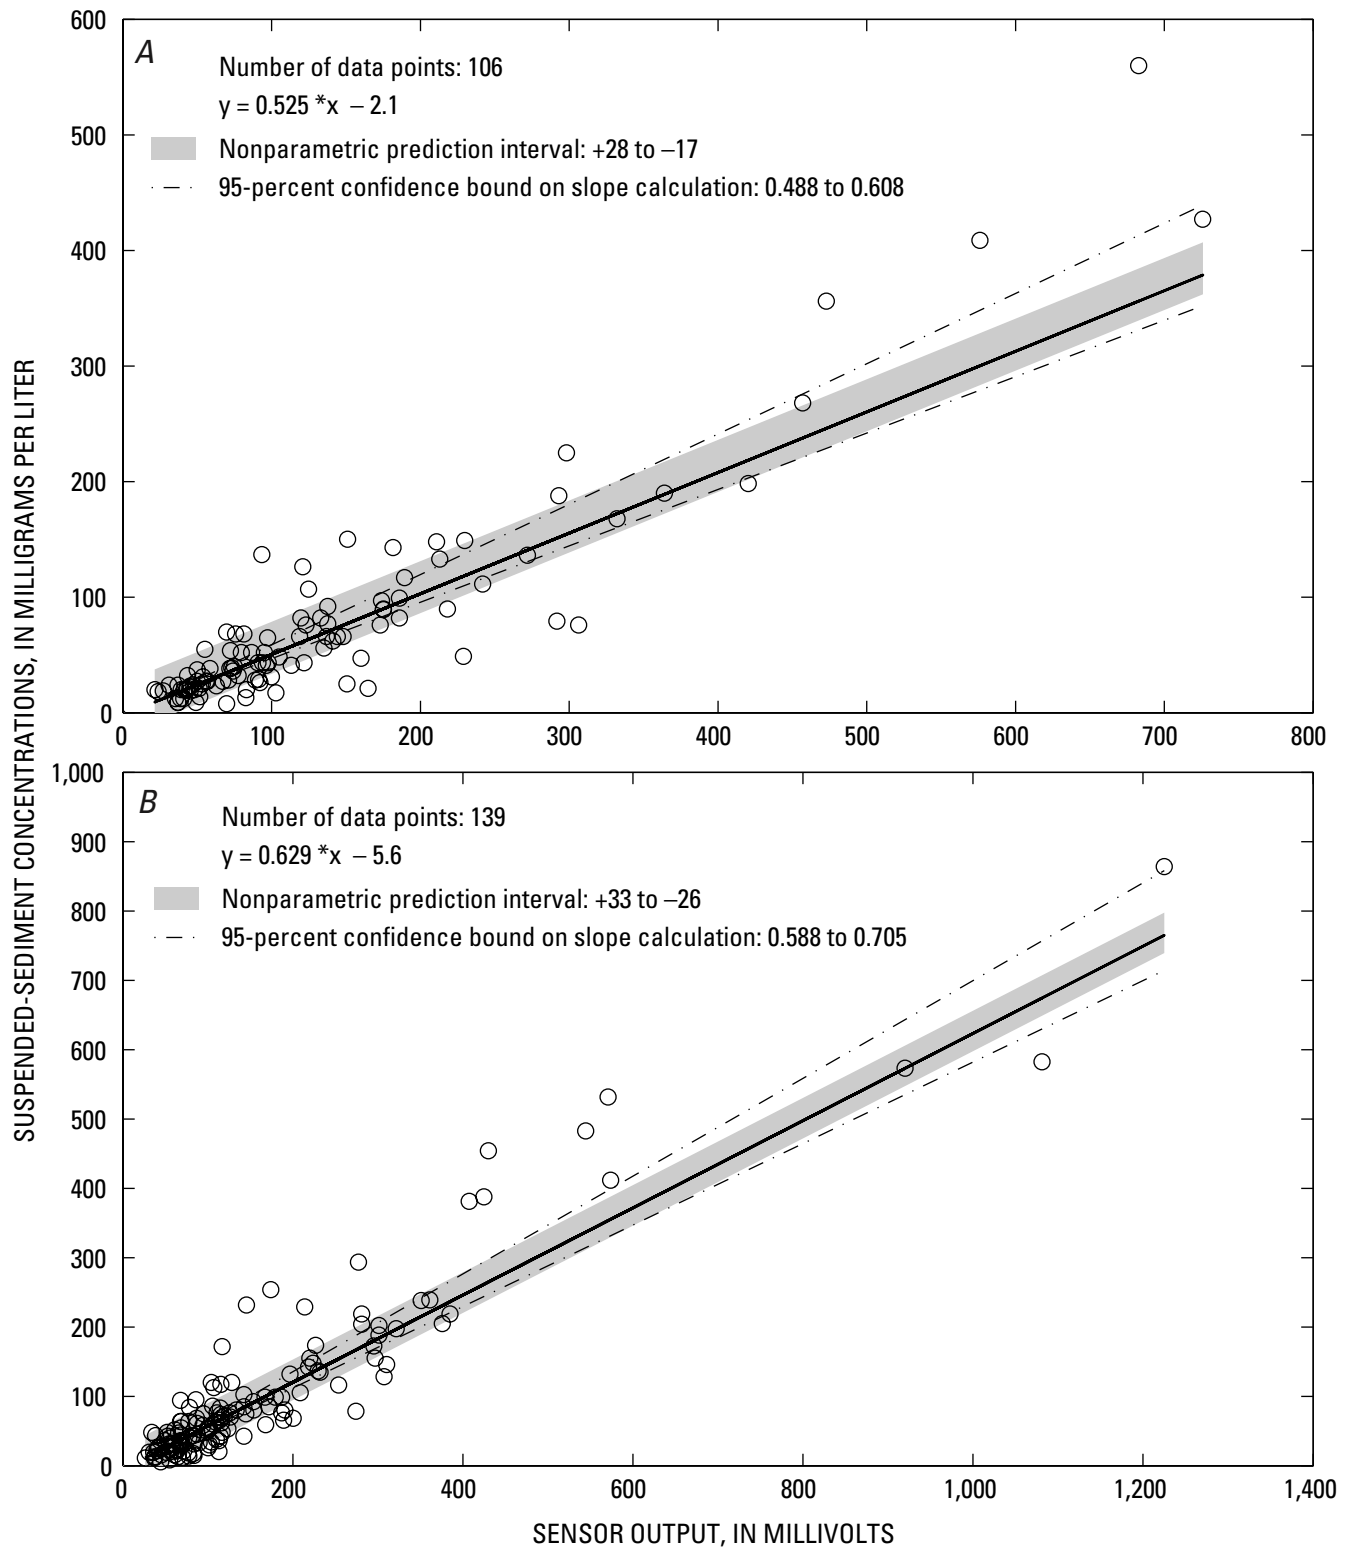 SUSPENDED-SEDIMENT CONCENTRATIONS, IN MILLIGRAMS PER LITER
600
500
400
300
200
100
0
A
Number of data points: 106
y = 0.525 *x – 2.1
Nonparametric prediction interval: +28 to –17
95-percent confidence bound on slope calculation: 0.488 to 0.608
0 100 200 300 400 500 600 700 800
1,000
900
800
700
600
500
400
300
200
100
0
B
Number of data points: 139
y = 0.629 *x – 5.6
Nonparametric prediction interval: +33 to –26
95-percent confidence bound on slope calculation: 0.588 to 0.705
0 200 400 600 800 1,000 1,200 1,400
SENSOR OUTPUT, IN MILLIVOLTS